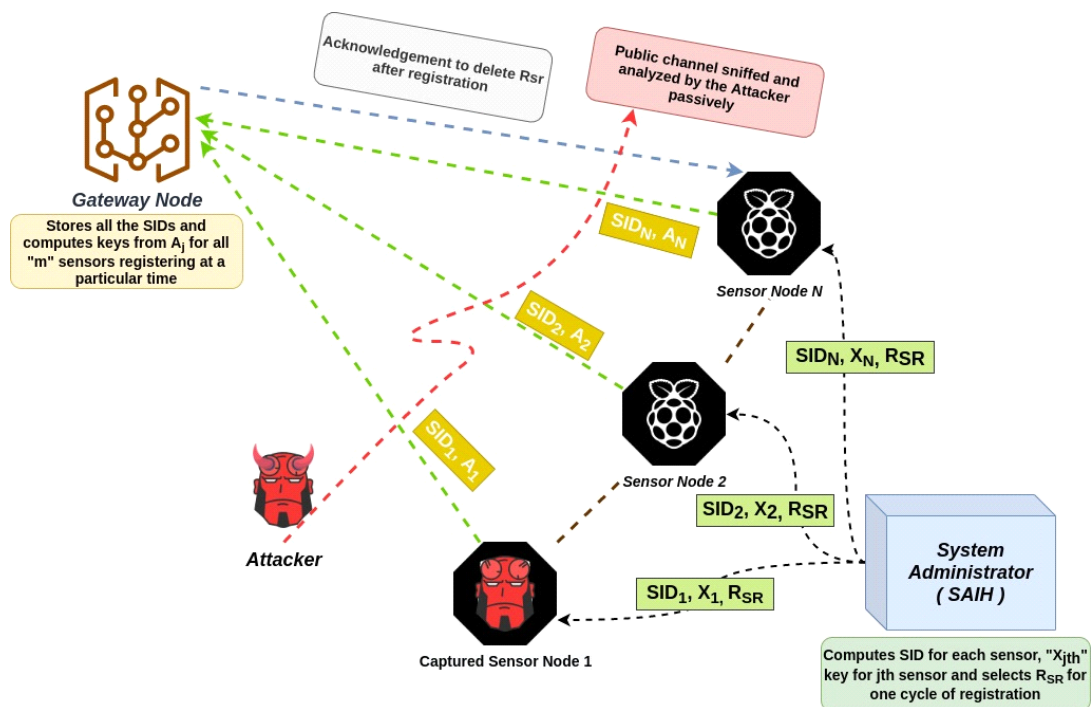 Acknowledgement to delete Rsr
after registration
Public channel sniffed and
analyzed by the Attacker
passively
Gateway Node
Stores all the SIDs and
computes keys from Aj for all
"m" sensors registering at a
particular time
SIDN, AN
Sensor Node N
SID2, A2
SIDN, XN, RSR
SID1, A1
Sensor Node 2
SID2, X2, RSR
Attacker
System
Administrator
( SAIH )
SID1, X1, RSR
Captured Sensor Node 1
Computes SID for each sensor, "Xjth"
key for jth sensor and selects RSR for
one cycle of registration